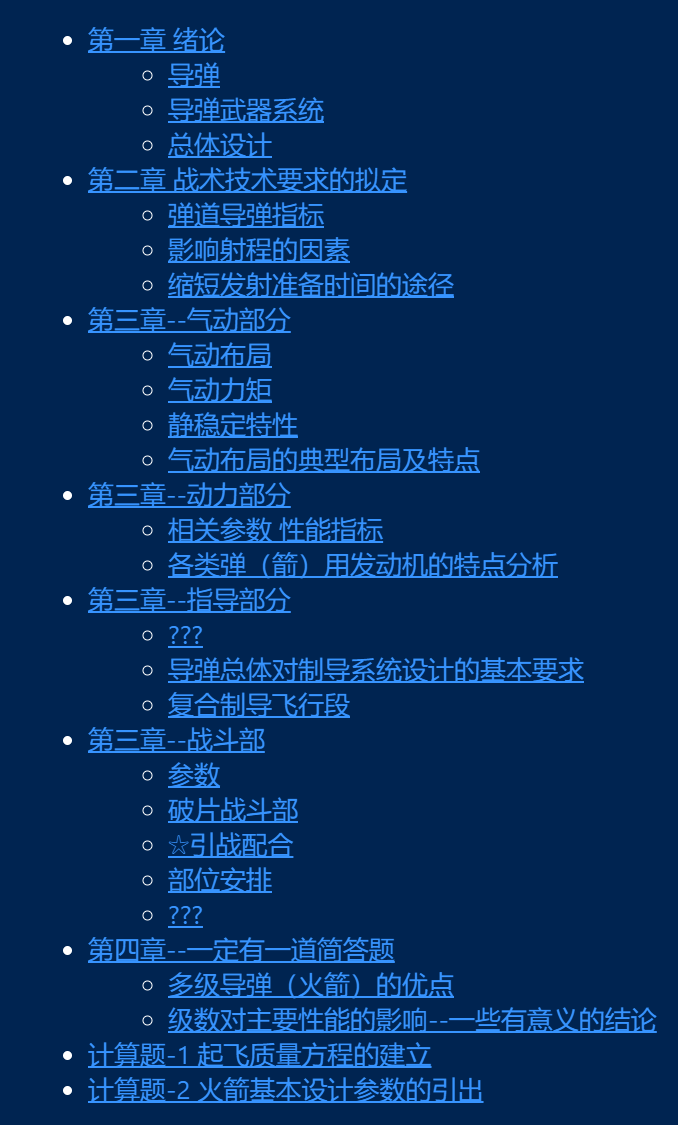 第一章 绪论
导弹
导弹武器系统
总体设计
第二章 战术技术要求的拟定
弹道导弹指标
影响射程的因素
缩短发射准备时间的途径
第三章--气动部分
气动布局
气动力矩
静稳定特性
气动布局的典型布局及特点
第三章--动力部分
相关参数 性能指标
各类弹（箭）用发动机的特点分析
第三章--指导部分
???
导弹总体对制导系统设计的基本要求
复合制导飞行段
第三章--战斗部
参数
破片战斗部
☆引战配合
部位安排
???
第四章--一定有一道简答题
多级导弹（火箭）的优点
级数对主要性能的影响--一些有意义的结论
计算题-1 起飞质量方程的建立
计算题-2 火箭基本设计参数的引出